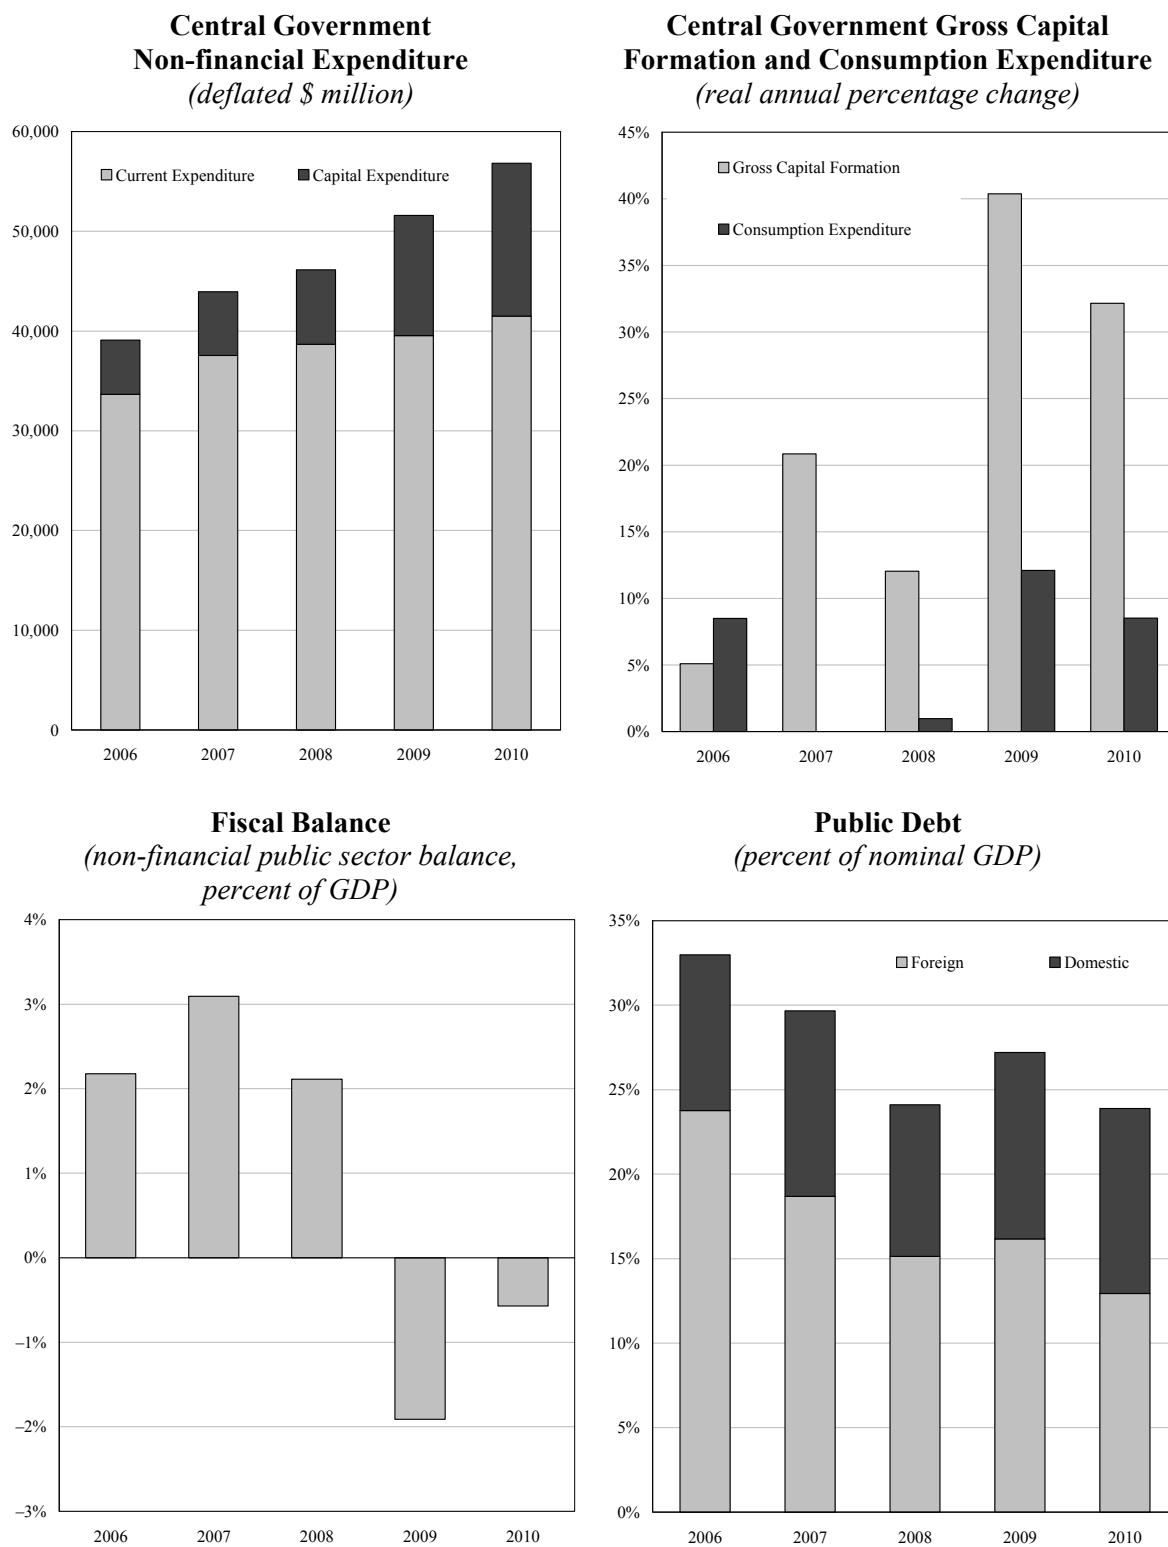 Central Government
Non-financial Expenditure
(deflated $ million)
60,000
50,000
40,000
30,000
20,000
10,000
0
Current Expenditure
Capital Expenditure
2006 2007 2008 2009 2010
Central Government Gross Capital
Formation and Consumption Expenditure
(real annual percentage change)
45%
40%
35%
30%
25%
20%
15%
10%
5%
0%
Gross Capital Formation
Consumption Expenditure
2006 2007 2008 2009 2010
Fiscal Balance
(non-financial public sector balance,
percent of GDP)
4%
3%
2%
1%
0%
–1%
–2%
–3%
2006 2007 2008 2009 2010
Public Debt
(percent of nominal GDP)
35%
30%
25%
20%
15%
10%
5%
0%
Foreign
Domestic
2006 2007 2008 2009 2010